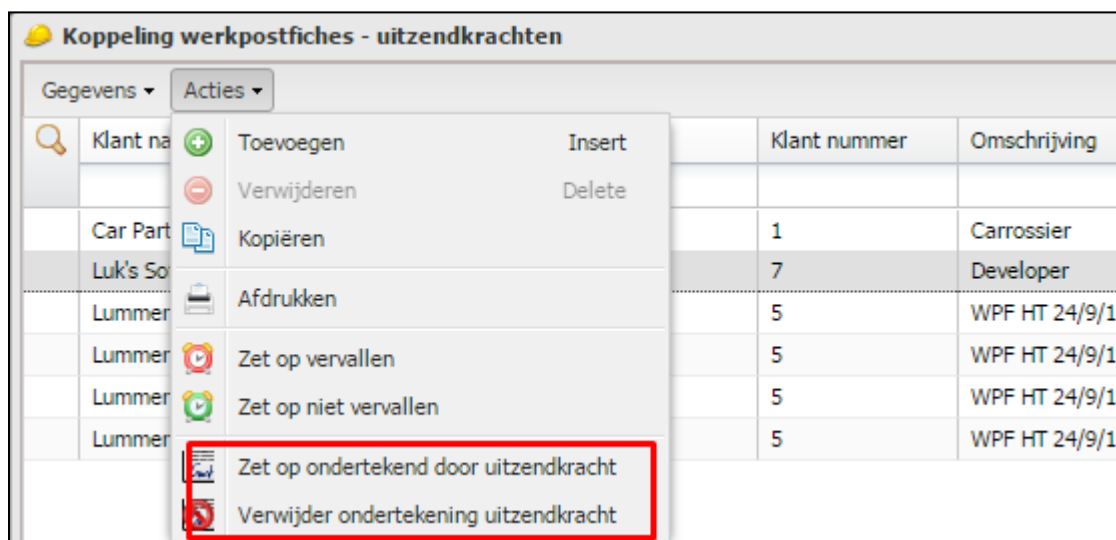 Koppeling werkpostfiches - uitzendkrachten
Gegevens Acties
Klant na Klant nummer Omschrijving
Toevoegen Insert
Verwijderen Delete
Kopiëren
Afdrukken
Zet op vervallen
Zet op niet vervallen
Zet op ondertekend door uitzendkracht
Verwijder ondertekening uitzendkracht
Car Part 1 Carrossier
Luk's So 7 Developer
Lummer 5 WPF HT 24/9/1
Lummer 5 WPF HT 24/9/1
Lummer 5 WPF HT 24/9/1
Lummer 5 WPF HT 24/9/1